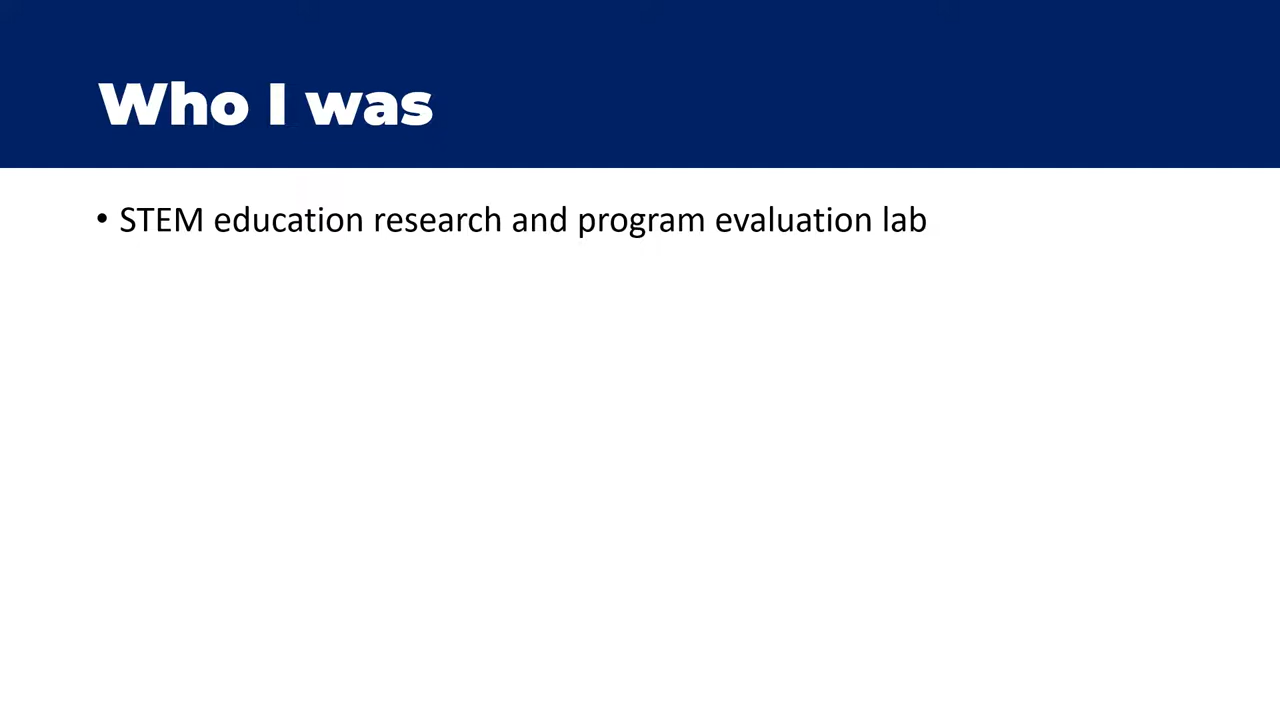 Who I was
• STEM education research and program evaluation lab